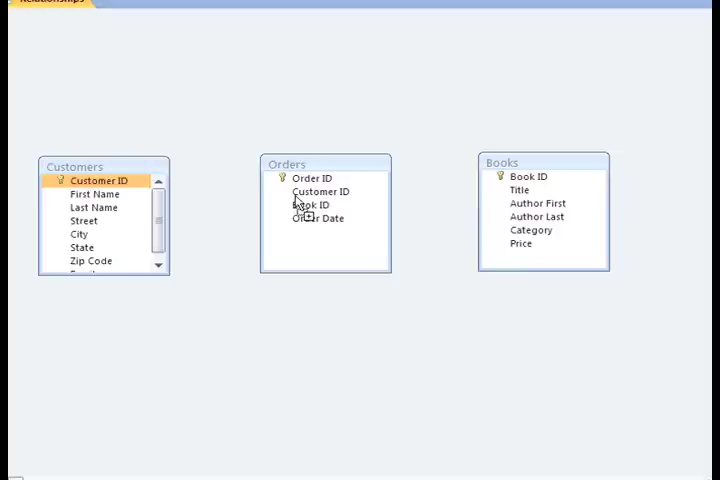 Relationships
Customers
Customer ID
First Name
Last Name
Street
City
State
Zip Code
Orders
Order ID
Customer ID
Book ID
Order Date
Books
Book ID
Title
Author First
Author Last
Category
Price